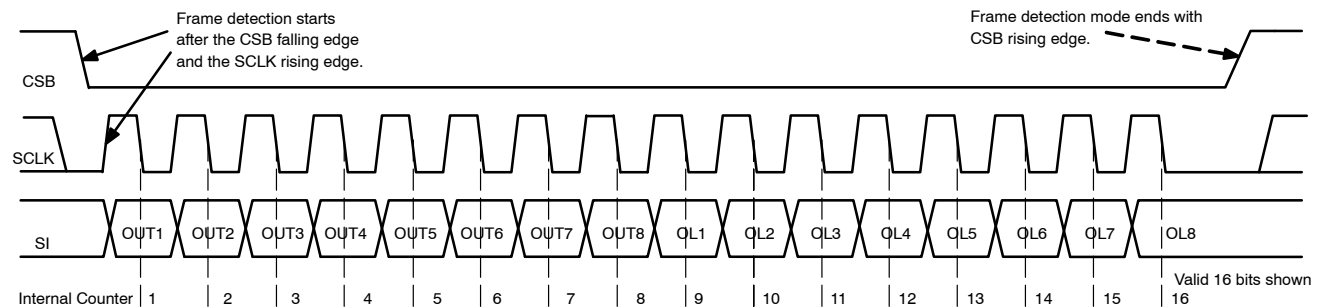 Frame detection starts
after the CSB falling edge
and the SCLK rising edge.
Frame detection mode ends with
CSB rising edge.
CSB
SCLK
SI OUT1 OUT2 OUT3 OUT4 OUT5 OUT6 OUT7 OUT8 OL1 OL2 OL3 OL4 OL5 OL6 OL7 OL8
Valid 16 bits shown
Internal Counter 1 2 3 4 5 6 7 8 9 10 11 12 13 14 15 16